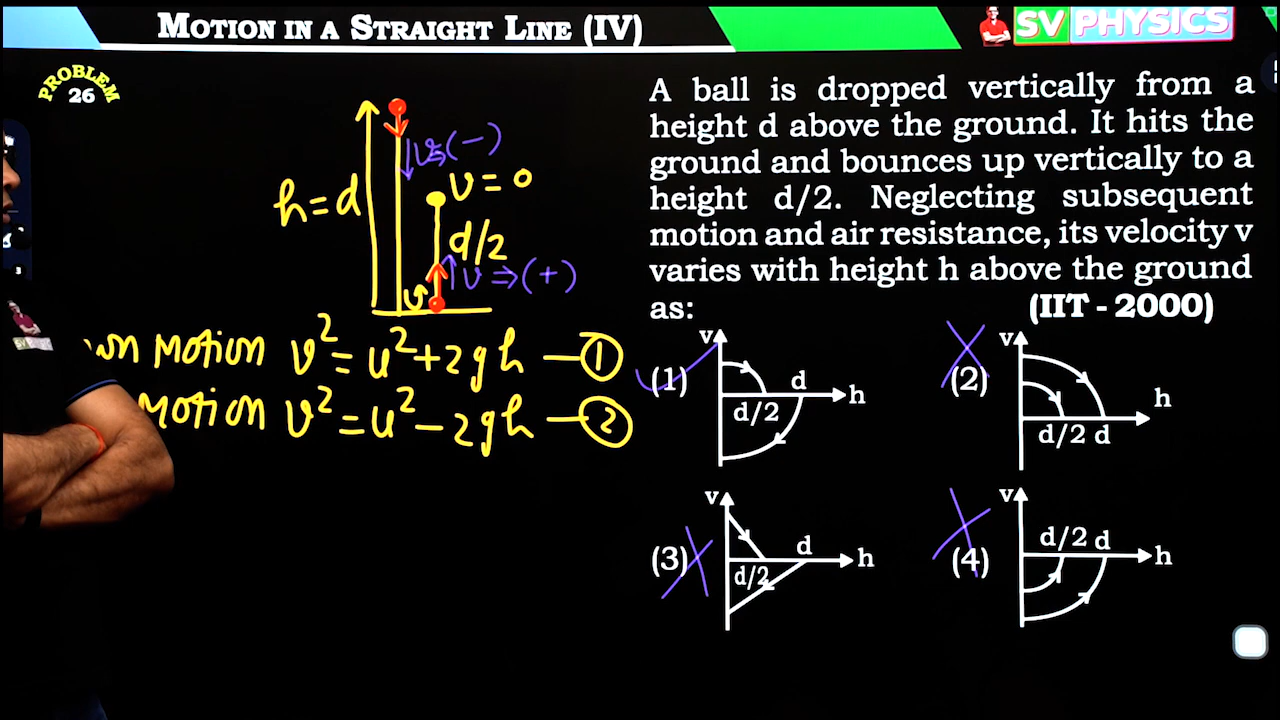 MOTION IN A STRAIGHT LINE (IV)
SV PHYSICS
PROBLEM
26
A ball is dropped vertically from a
height d above the ground. It hits the
ground and bounces up vertically to a
height d/2. Neglecting subsequent
motion and air resistance, its velocity v
varies with height h above the ground
as: (IIT - 2000)
(1)
v
d
h
d/2
(2)
v
h
d/2 d
(3)
v
d
h
d/2
(4)
v
d/2 d
h
h = d
(-)
v = 0
d/2
v ⇒ (+)
v
wn motion v² = u² + 2gh — ①
motion v² = u² - 2gh — ②